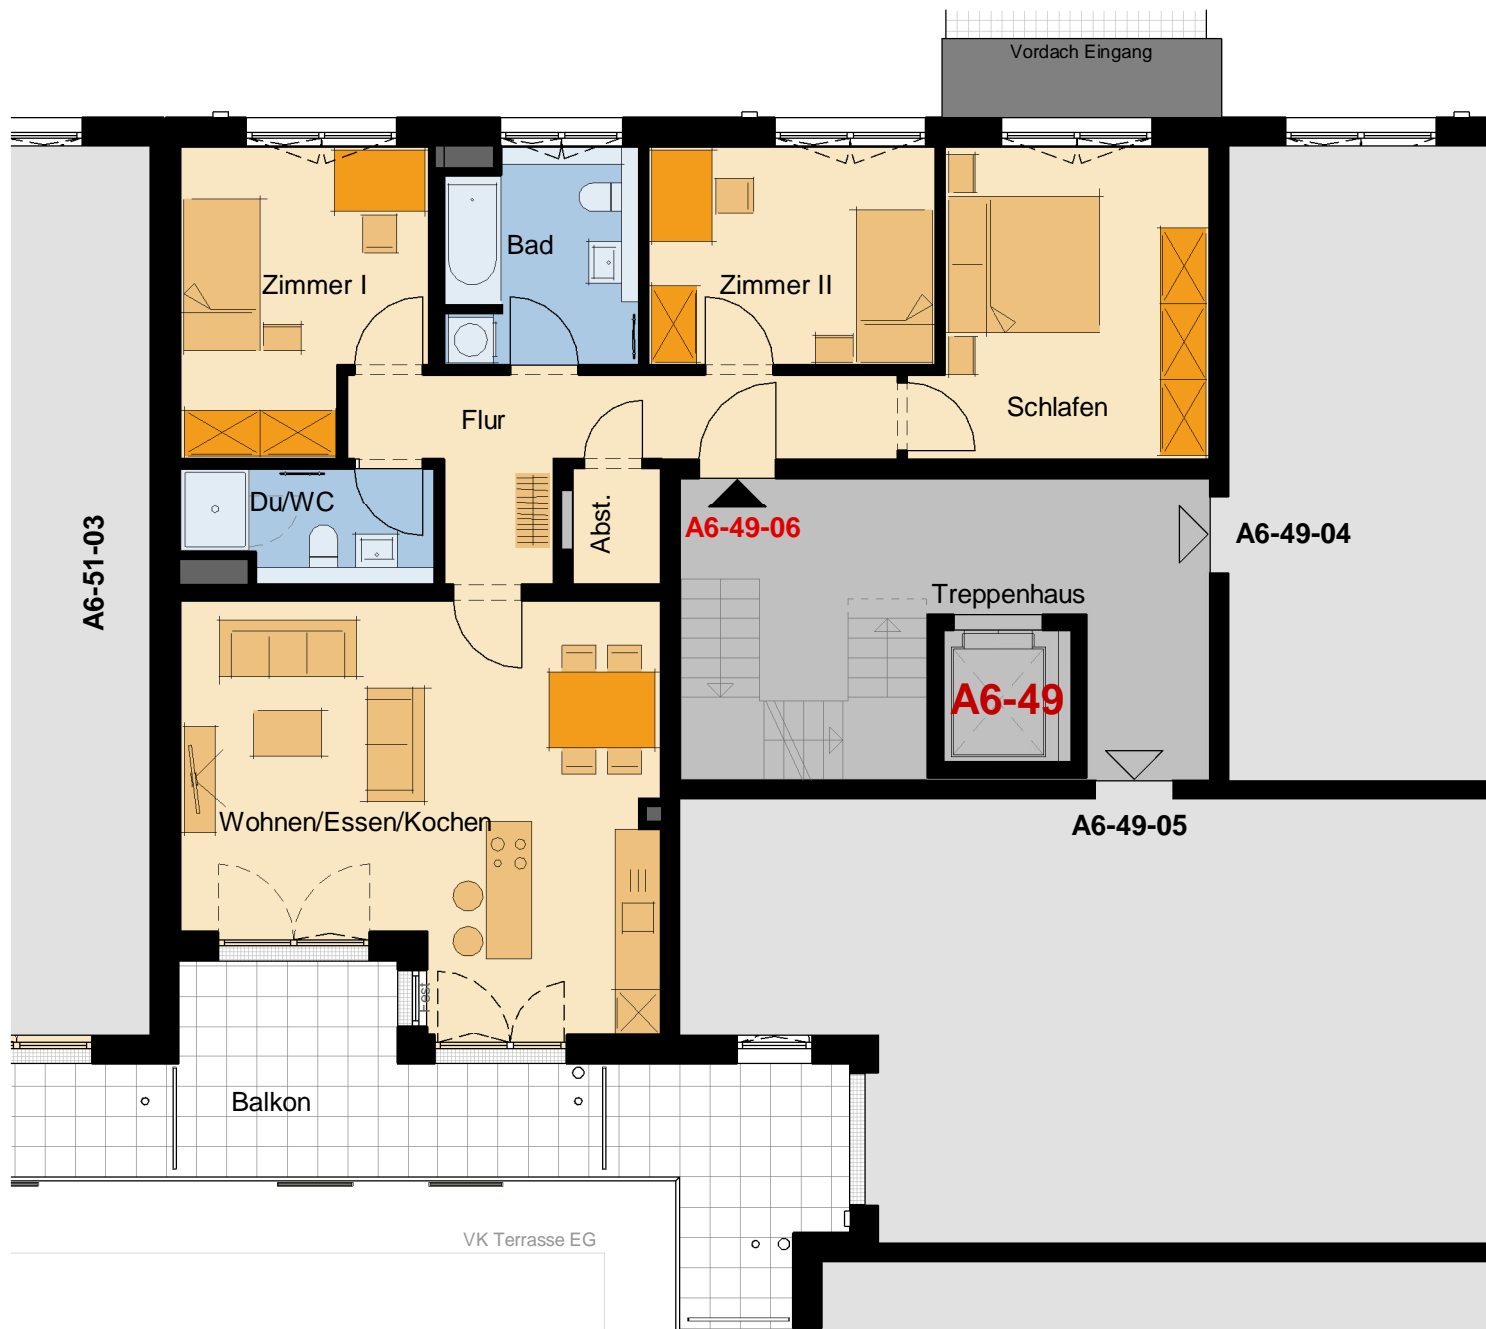 Vordach Eingang
Bad
Zimmer I
Zimmer II
Schlafen
Flur
Du/WC
Abst.
A6-49-06
A6-49-04
A6-51-03
Treppenhaus
A6-49
Wohnen/Essen/Kochen
A6-49-05
Fest
Balkon
VK Terrasse EG